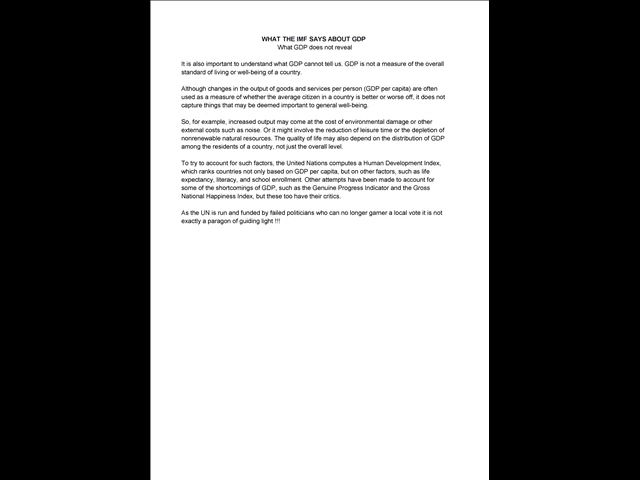 WHAT THE IMF SAYS ABOUT GDP
What GDP does not reveal
It is also important to understand what GDP cannot tell us. GDP is not a measure of the overall
standard of living or well-being of a country.
Although changes in the output of goods and services per person (GDP per capita) are often
used as a measure of whether the average citizen in a country is better or worse off, it does not
capture things that may be deemed important to general well-being.
So, for example, increased output may come at the cost of environmental damage or other
external costs such as noise. Or it might involve the reduction of leisure time or the depletion of
nonrenewable natural resources. The quality of life may also depend on the distribution of GDP
among the residents of a country, not just the overall level.
To try to account for such factors, the United Nations computes a Human Development Index,
which ranks countries not only based on GDP per capita, but on other factors, such as life
expectancy, literacy, and school enrollment. Other attempts have been made to account for
some of the shortcomings of GDP, such as the Genuine Progress Indicator and the Gross
National Happiness Index, but these too have their critics.
As the UN is run and funded by failed politicians who can no longer garner a local vote it is not
exactly a paragon of guiding light !!!